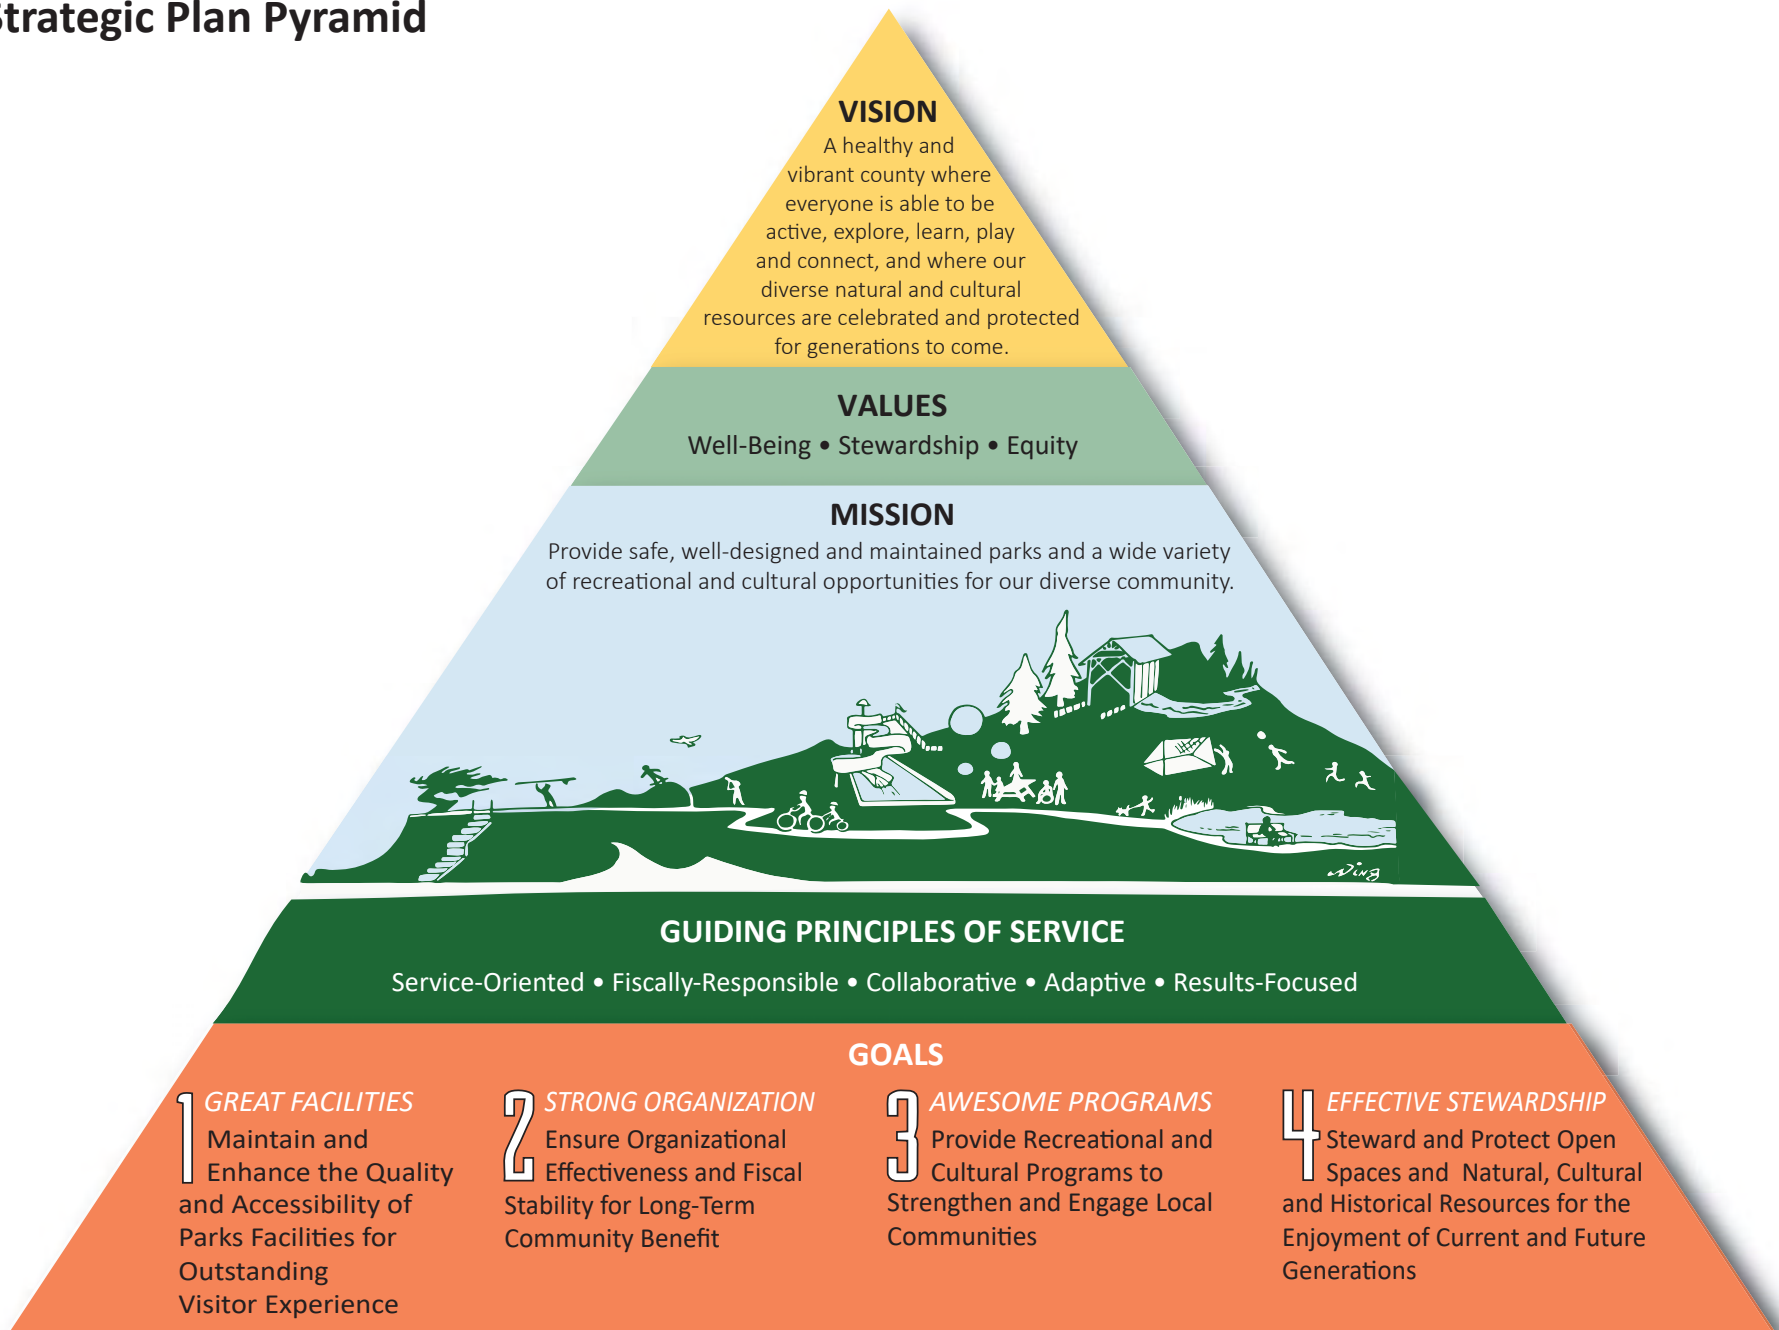 Strategic Plan Pyramid
VISION
A healthy and
vibrant county where
everyone is able to be
active, explore, learn, play
and connect, and where our
diverse natural and cultural
resources are celebrated and protected
for generations to come.
VALUES
Well-Being • Stewardship • Equity
MISSION
Provide safe, well-designed and maintained parks and a wide variety
of recreational and cultural opportunities for our diverse community.
Wing
GUIDING PRINCIPLES OF SERVICE
Service-Oriented • Fiscally-Responsible • Collaborative • Adaptive • Results-Focused
GOALS
1 GREAT FACILITIES
Maintain and
Enhance the Quality
and Accessibility of
Parks Facilities for
Outstanding
Visitor Experience
2 STRONG ORGANIZATION
Ensure Organizational
Effectiveness and Fiscal
Stability for Long-Term
Community Benefit
3 AWESOME PROGRAMS
Provide Recreational and
Cultural Programs to
Strengthen and Engage Local
Communities
4 EFFECTIVE STEWARDSHIP
Steward and Protect Open
Spaces and Natural, Cultural
and Historical Resources for the
Enjoyment of Current and Future
Generations